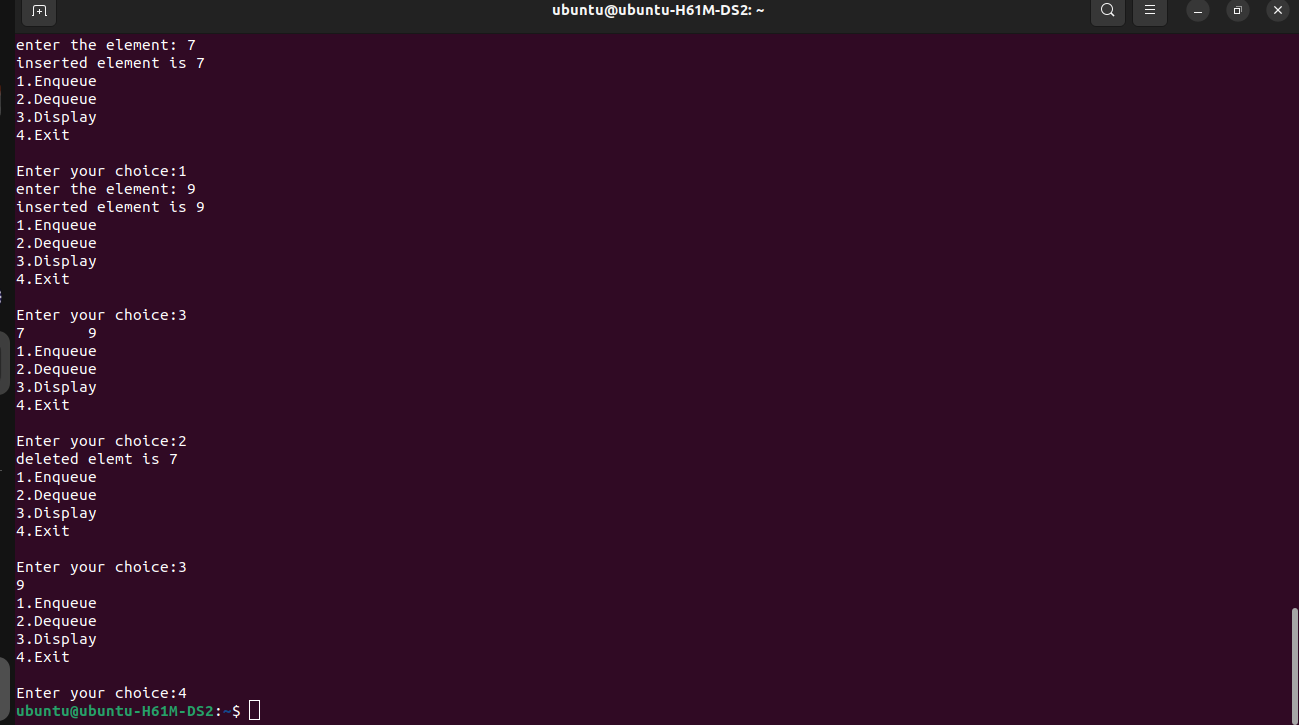 ubuntu@ubuntu-H61M-DS2: ~
enter the element: 7
inserted element is 7
1.Enqueue
2.Dequeue
3.Display
4.Exit
Enter your choice:1
enter the element: 9
inserted element is 9
1.Enqueue
2.Dequeue
3.Display
4.Exit
Enter your choice:3
7       9
1.Enqueue
2.Dequeue
3.Display
4.Exit
Enter your choice:2
deleted elemt is 7
1.Enqueue
2.Dequeue
3.Display
4.Exit
Enter your choice:3
9
1.Enqueue
2.Dequeue
3.Display
4.Exit
Enter your choice:4
ubuntu@ubuntu-H61M-DS2:~$